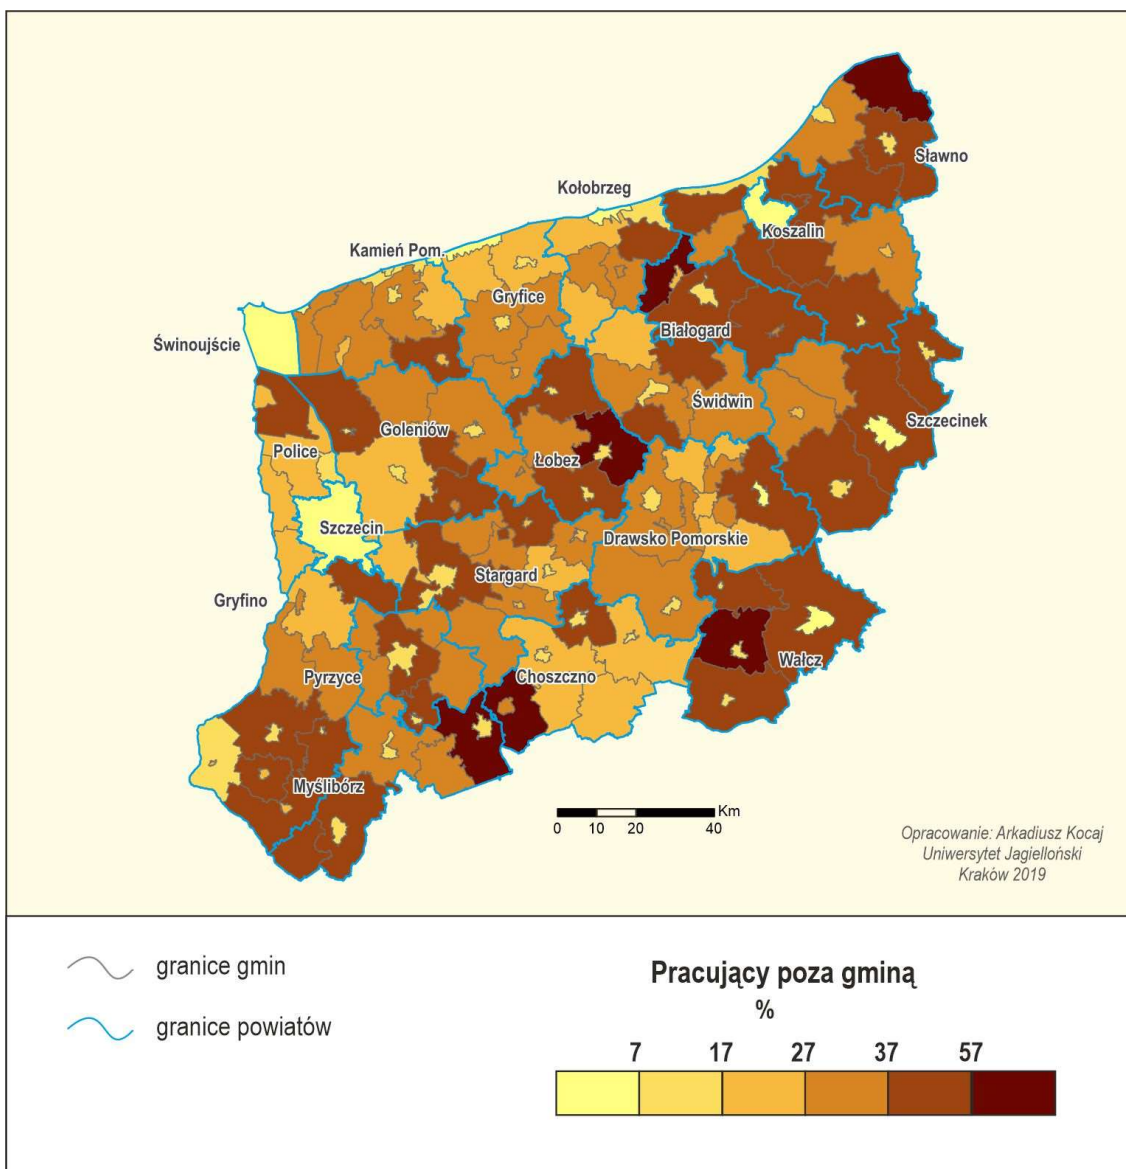 Sławno
Kołobrzeg
Koszalin
Kamień Pom.
Gryfice
Świnoujście
Białogard
Świdwin
Szczecinek
Goleniów
Police
Łobez
Szczecin
Drawsko Pomorskie
Stargard
Gryfino
Wałcz
Pyrzyce
Choszczno
Myślibórz
Km
0 10 20 40
Opracowanie: Arkadiusz Kocaj
Uniwersytet Jagielloński
Kraków 2019
granice gmin
granice powiatów
Pracujący poza gminą
%
7 17 27 37 57